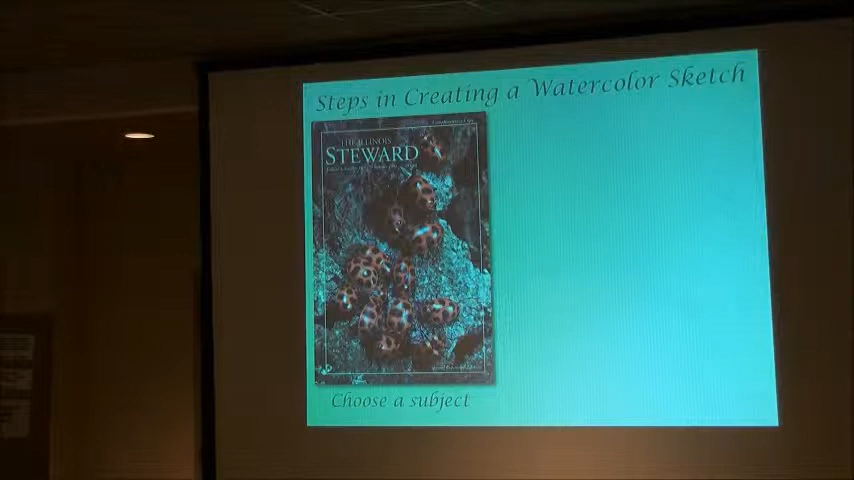 Steps in Creating a Watercolor Sketch
THE ILLINOIS
STEWARD
Choose a subject